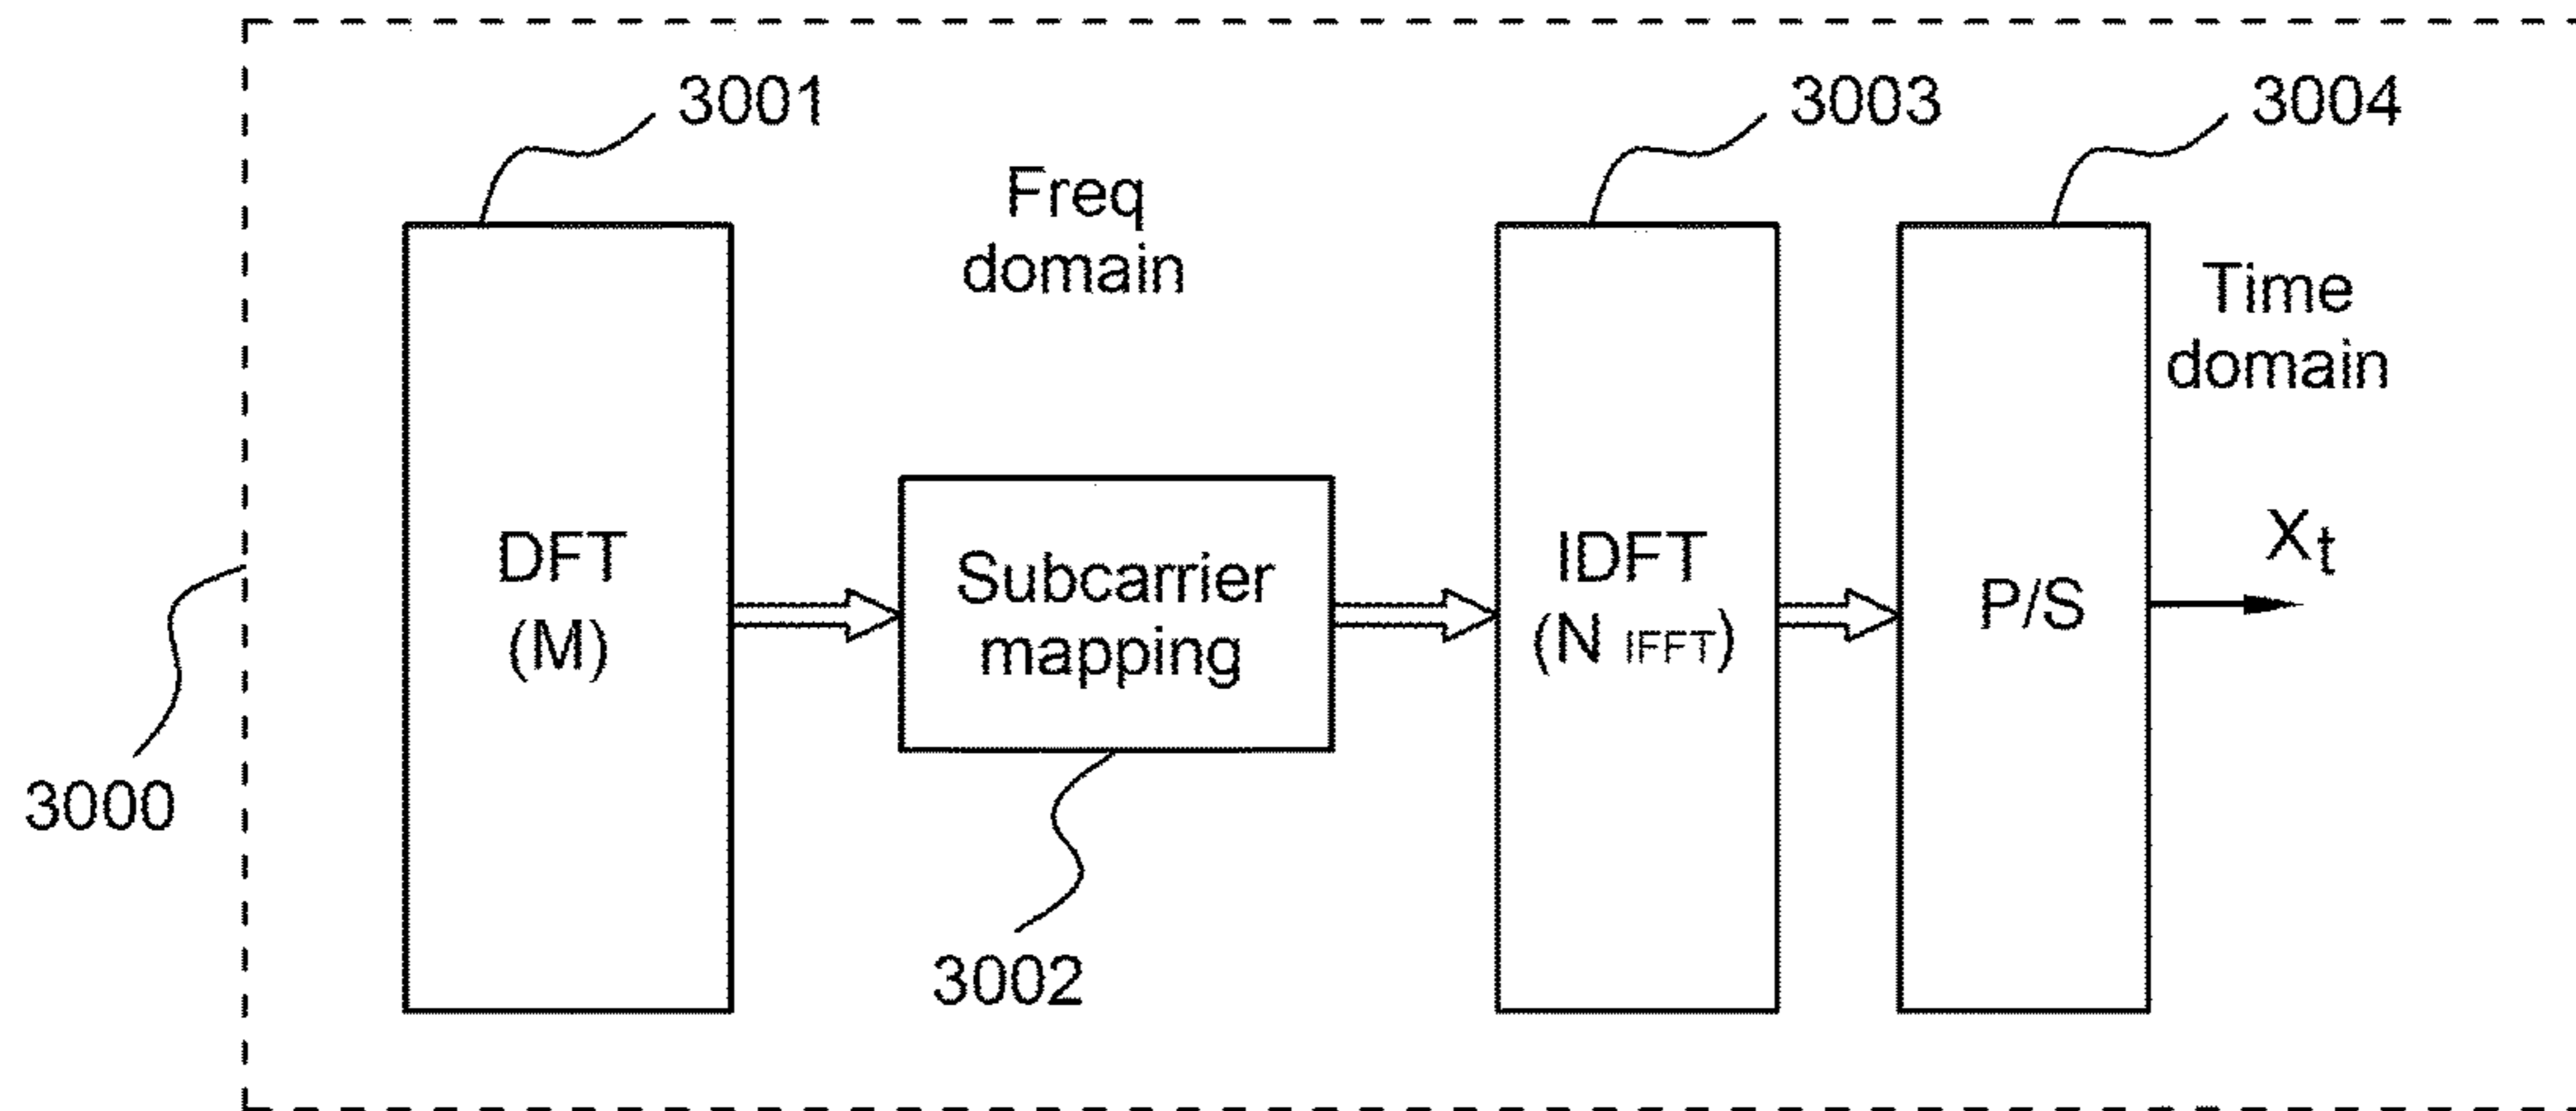 3001
3003
3004
Freq
domain
Time
domain
DFT
(M)
Subcarrier
mapping
IDFT
(N IFFT)
P/S
Xt
3000
3002